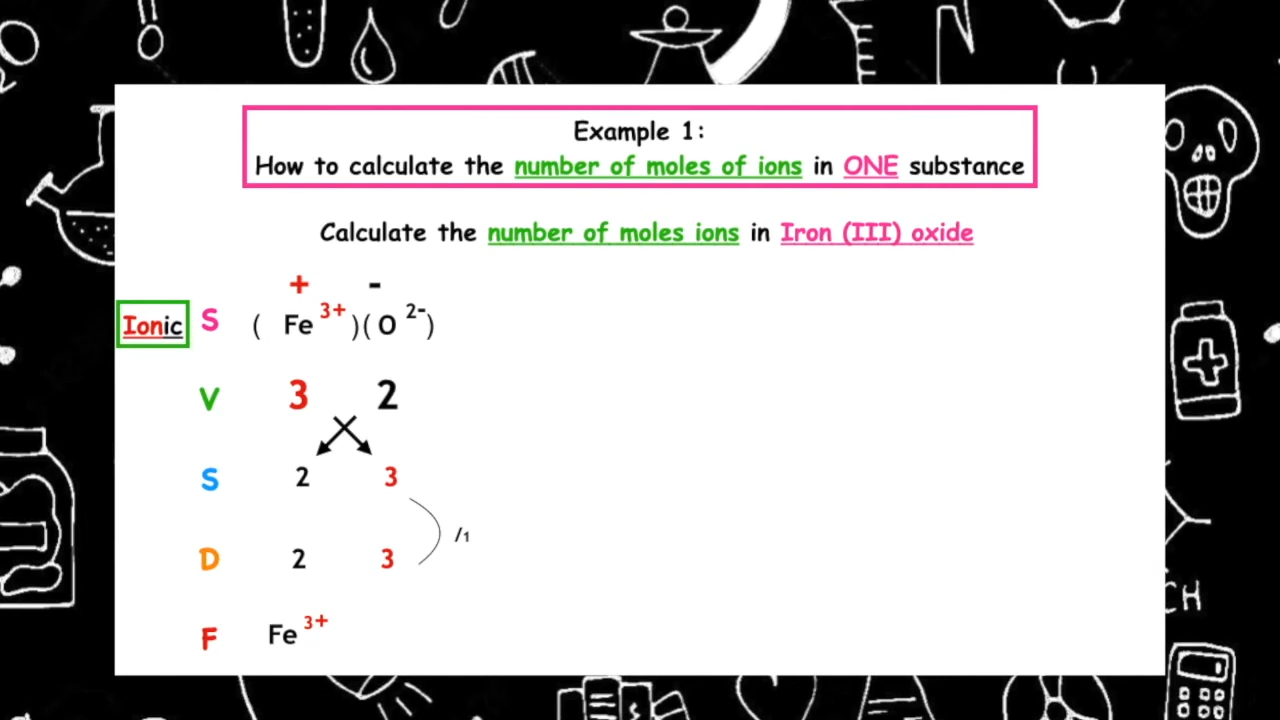 Example 1:
How to calculate the number of moles of ions in ONE substance
Calculate the number of moles ions in Iron (III) oxide
+ -
Ionic S ( Fe 3+ )( O 2- )
V 3 2
S 2 3
/1
D 2 3
F Fe 3+
CH